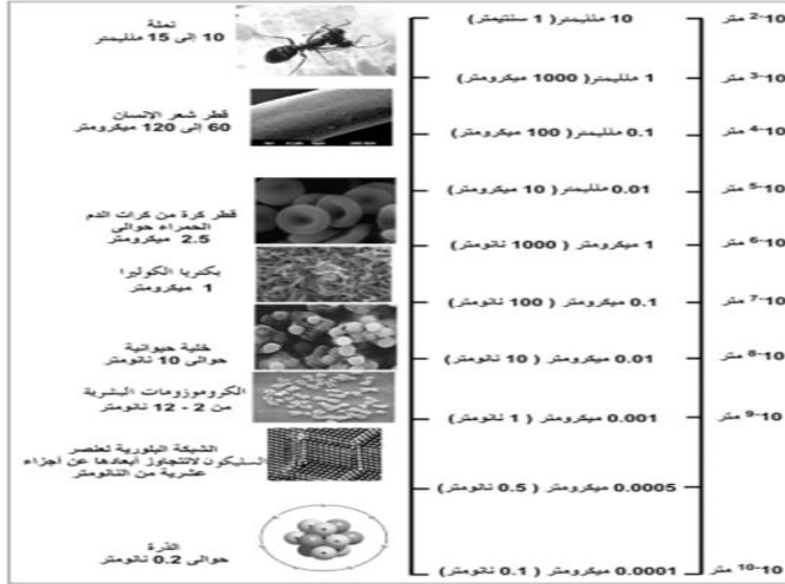 نملة
10 إلى 15 ملليمتر
10 ملليمتر( 1 سنتيمتر)
10-2 متر
1 ملليمتر( 1000 ميكرومتر)
10-3 متر
قطر شعر الإنسان
60 إلى 120 ميكرومتر
0.1 ملليمتر( 100 ميكرومتر)
10-4 متر
0.01 ملليمتر( 10 ميكرومتر)
10-5 متر
قطر كرة من كرات الدم
الحمراء حوالى
2.5 ميكرومتر
1 ميكرومتر ( 1000 نانومتر)
10-6 متر
بكتريا الكوليرا
1 ميكرومتر
0.1 ميكرومتر ( 100 نانومتر)
10-7 متر
خلية حيوانية
حوالى 10 نانومتر
0.01 ميكرومتر ( 10 نانومتر)
10-8 متر
الكروموزومات البشرية
من 2 - 12 نانومتر
0.001 ميكرومتر ( 1 نانومتر)
10-9 متر
الشبكة البلورية لعنصر
السليكون لاتتجاوز أبعادها عن أجزاء
عشرية من النانومتر
0.0005 ميكرومتر ( 0.5 نانومتر)
الذرة
حوالى 0.2 نانومتر
0.0001 ميكرومتر ( 0.1 نانومتر)
10-10 متر